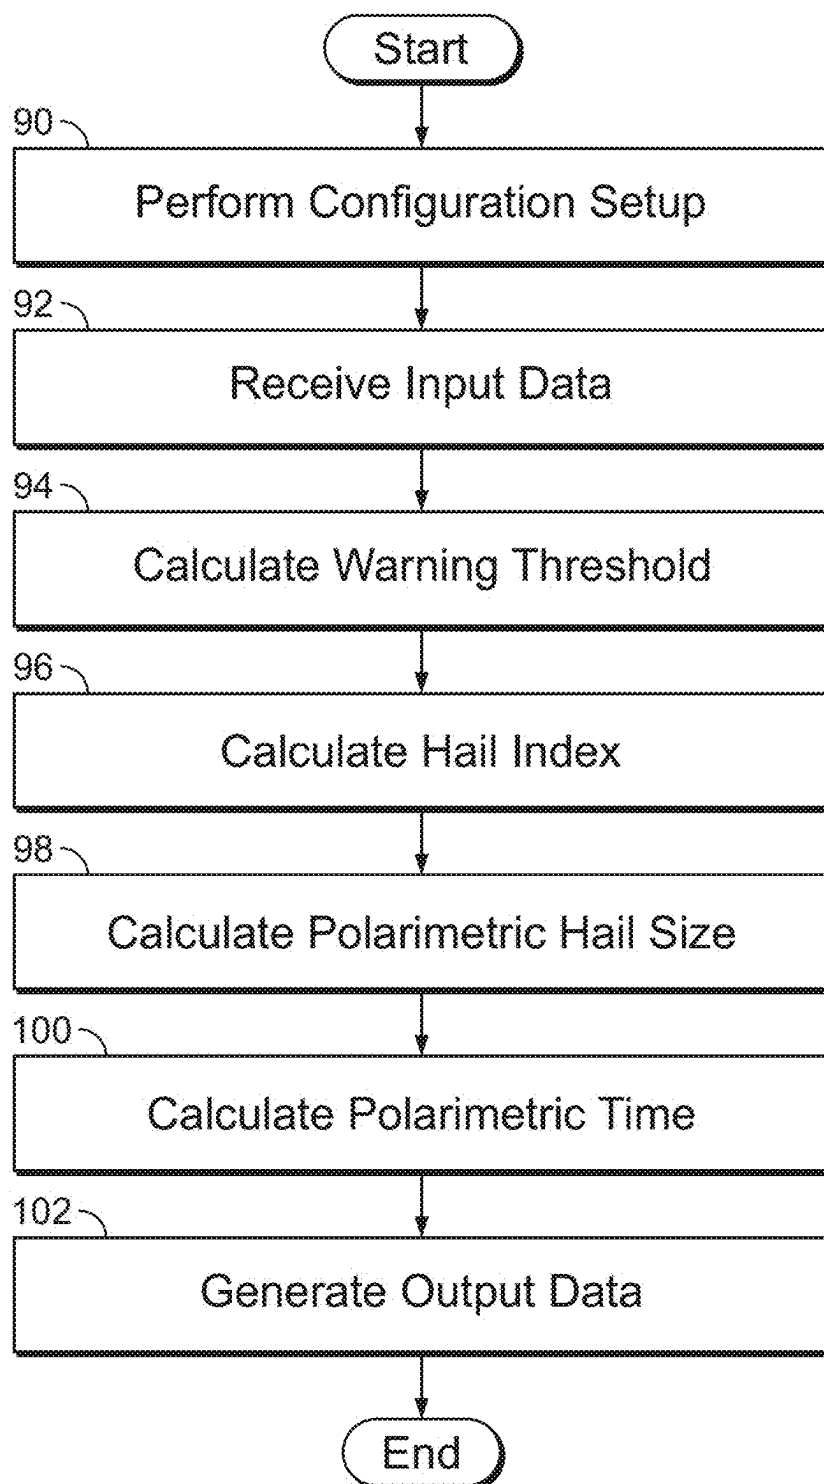 Start
90
Perform Configuration Setup
92
Receive Input Data
94
Calculate Warning Threshold
96
Calculate Hail Index
98
Calculate Polarimetric Hail Size
100
Calculate Polarimetric Time
102
Generate Output Data
End